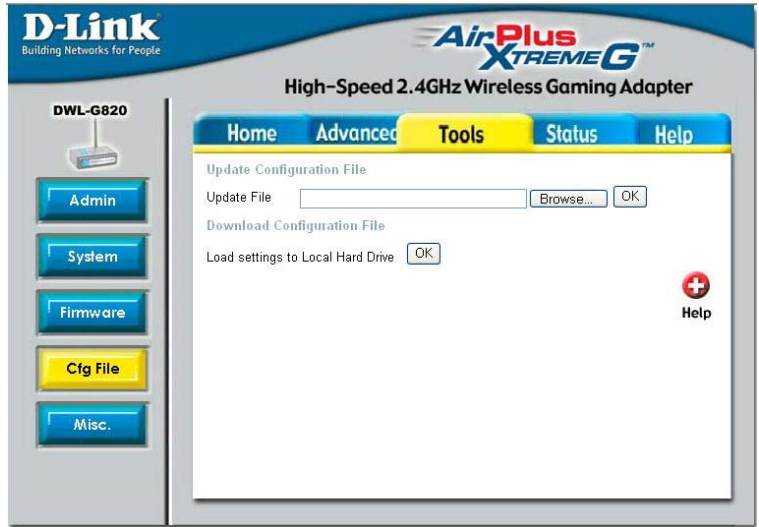 D-Link
Building Networks for People
AirPlus
XTREME G™
High-Speed 2.4GHz Wireless Gaming Adapter
DWL-G820
Home Advanced Tools Status Help
Admin
System
Firmware
Cfg File
Misc.
Update Configuration File
Update File Browse... OK
Download Configuration File
Load settings to Local Hard Drive OK
Help